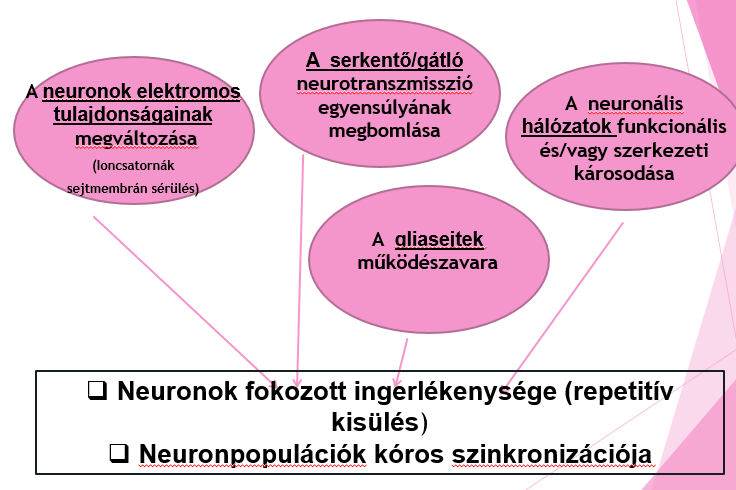 A neuronok elektromos
tulajdonságainak
megváltozása
(Ioncsatornák
sejtmembrán sérülés)
A serkentő/gátló
neurotranszmisszió
egyensúlyának
megbomlása
A neuronális
hálózatok funkcionális
és/vagy szerkezeti
károsodása
A gliasejtek
működészavara
❑ Neuronok fokozott ingerlékenysége (repetitív
kisülés)
❑ Neuronpopulációk kóros szinkronizációja